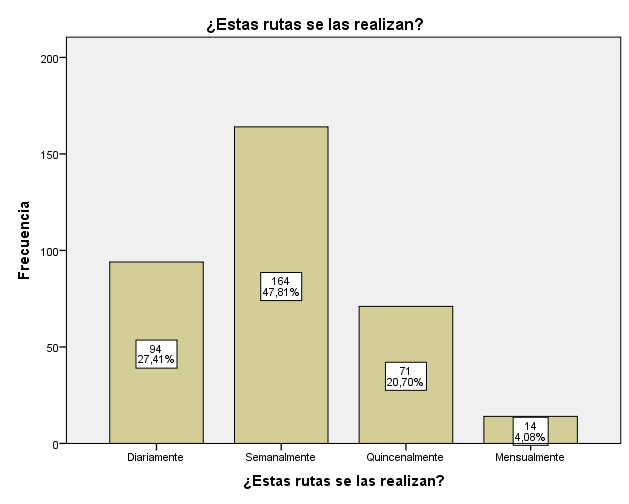 ¿Estas rutas se las realizan?
200
150
100
50
0
Frecuencia
94
27,41%
164
47,81%
71
20,70%
14
4,08%
Diariamente
Semanalmente
Quincenalmente
Mensualmente
¿Estas rutas se las realizan?